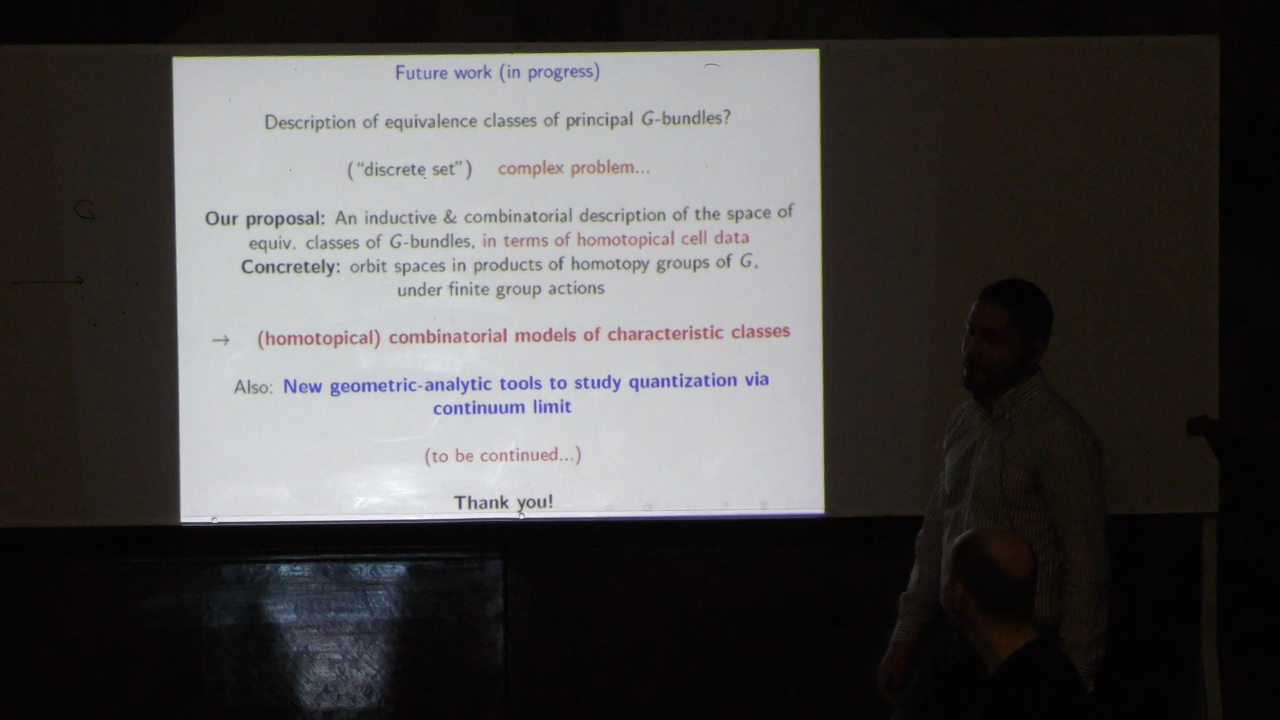 Future work (in progress)
Description of equivalence classes of principal G-bundles?
("discrete set") complex problem...
Our proposal: An inductive & combinatorial description of the space of
equiv. classes of G-bundles, in terms of homotopical cell data
Concretely: orbit spaces in products of homotopy groups of G,
under finite group actions
→ (homotopical) combinatorial models of characteristic classes
Also: New geometric-analytic tools to study quantization via
continuum limit
(to be continued...)
Thank you!
G